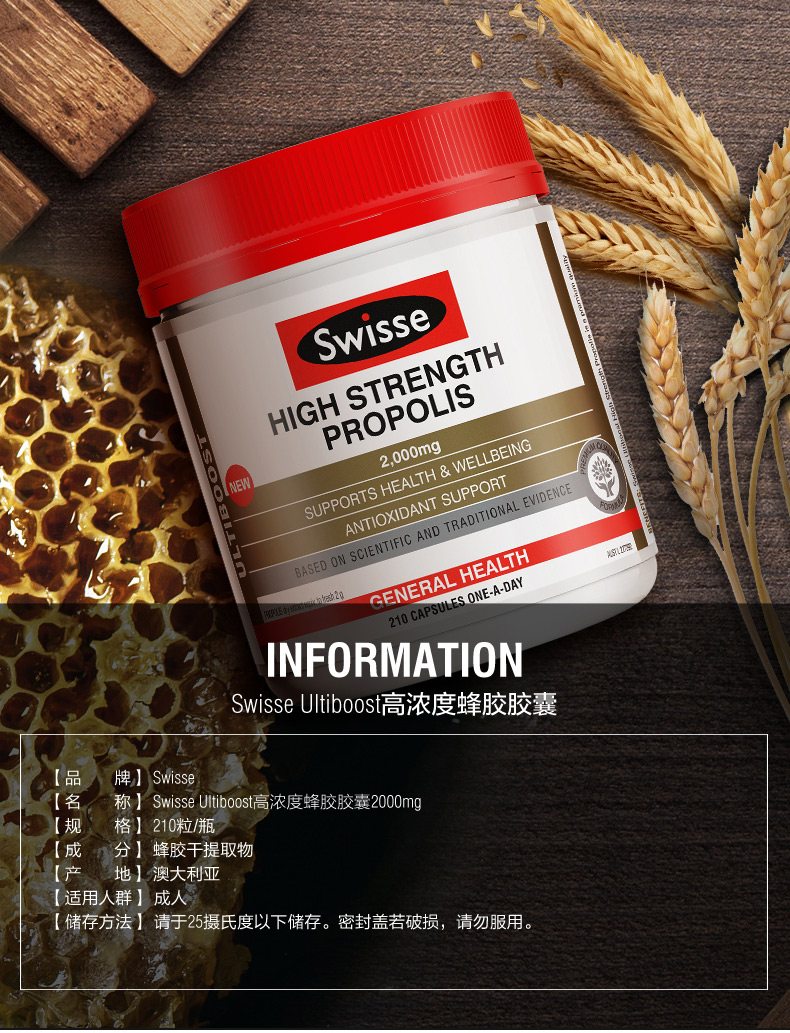 Swisse
HIGH STRENGTH
PROPOLIS
2,000mg
NEW
ULTIBOOST
SUPPORTS HEALTH & WELLBEING
ANTIOXIDANT SUPPORT
BASED ON SCIENTIFIC AND TRADITIONAL EVIDENCE
GENERAL HEALTH
210 CAPSULES ONE-A-DAY
INFORMATION
Swisse Ultiboost高浓度蜂胶胶囊
【品 牌】Swisse
【名 称】Swisse Ultiboost高浓度蜂胶胶囊2000mg
【规 格】210粒/瓶
【成 分】蜂胶干提取物
【产 地】澳大利亚
【适用人群】成人
【储存方法】请于25摄氏度以下储存。密封盖若破损，请勿服用。